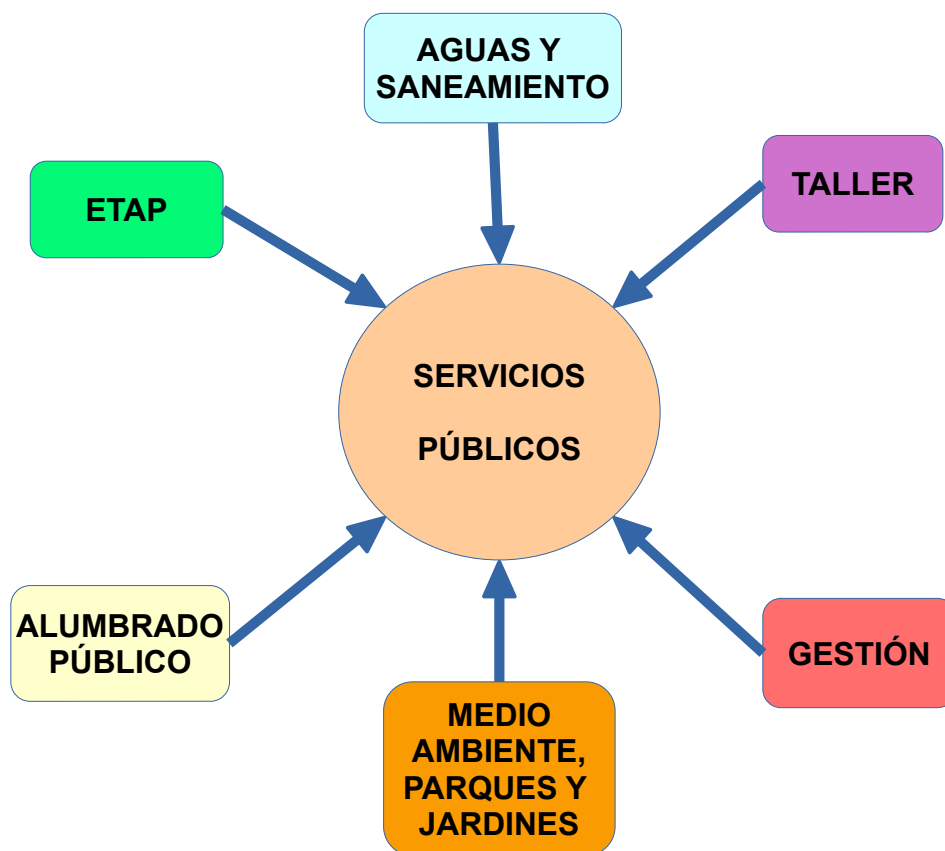 AGUAS Y
SANEAMIENTO
TALLER
ETAP
SERVICIOS
PÚBLICOS
ALUMBRADO
PÚBLICO
GESTIÓN
MEDIO
AMBIENTE,
PARQUES Y
JARDINES